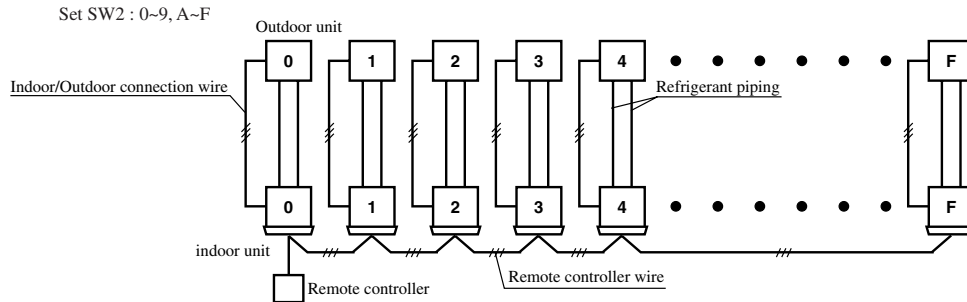 Set SW2 : 0~9, A~F
Outdoor unit
0 1 2 3 4 F
Indoor/Outdoor connection wire
Refrigerant piping
0 1 2 3 4 F
indoor unit
Remote controller wire
Remote controller